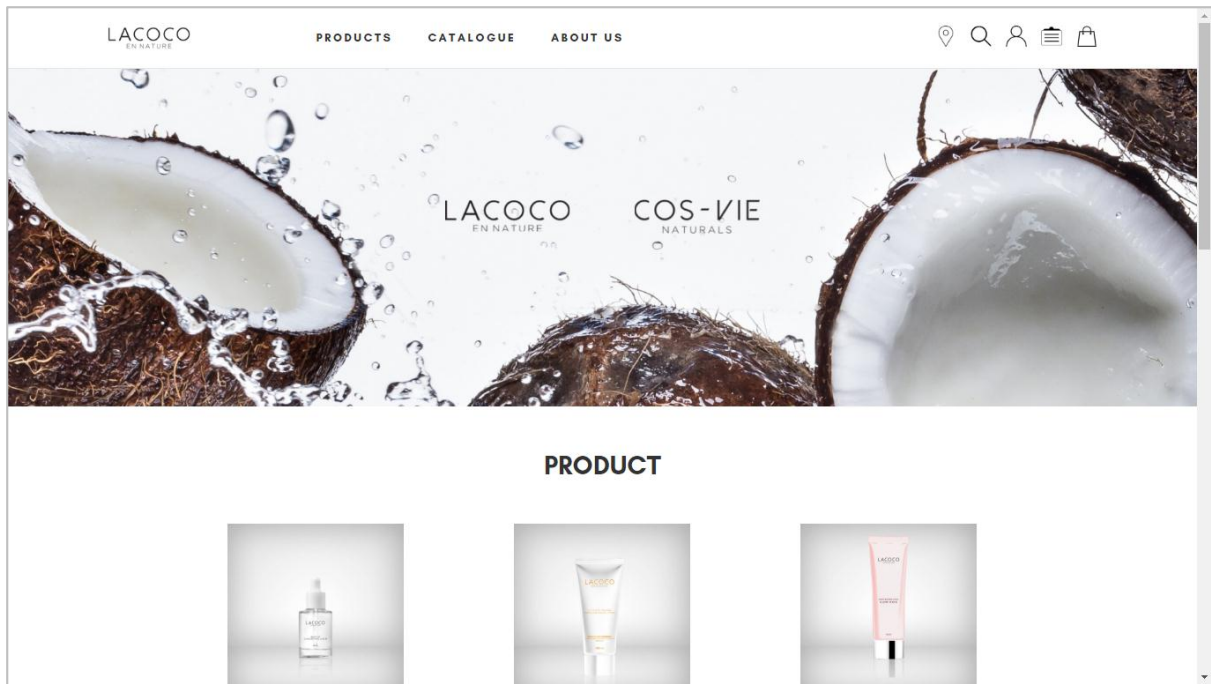 LACOCO
EN NATURE
PRODUCTS CATALOGUE ABOUT US
LACOCO
EN NATURE
COS-VIE
NATURALS
PRODUCT
LACOCO
LACOCO
LACOCO